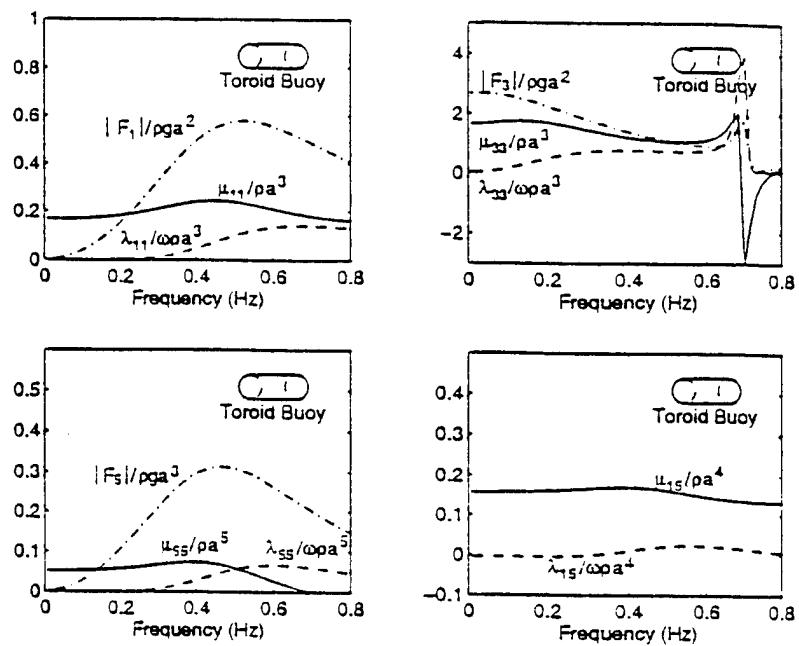 1
0.8
0.6
0.4
0.2
0
Toroid Buoy
|F₁|/ρga²
μ₁₁/ρa³
λ₁₁/ωρa³
0 0.2 0.4 0.6 0.8
Frequency (Hz)
4
2
0
−2
Toroid Buoy
|F₃|/ρga²
μ₃₃/ρa³
λ₃₃/ωρa³
0 0.2 0.4 0.6 0.8
Frequency (Hz)
0.5
0.4
0.3
0.2
0.1
0
Toroid Buoy
|F₅|/ρga³
μ₅₅/ρa⁵
λ₅₅/ωρa⁵
0 0.2 0.4 0.6 0.8
Frequency (Hz)
0.4
0.3
0.2
0.1
0
−0.1
Toroid Buoy
μ₁₅/ρa⁴
λ₁₅/ωρa⁴
0 0.2 0.4 0.6 0.8
Frequency (Hz)